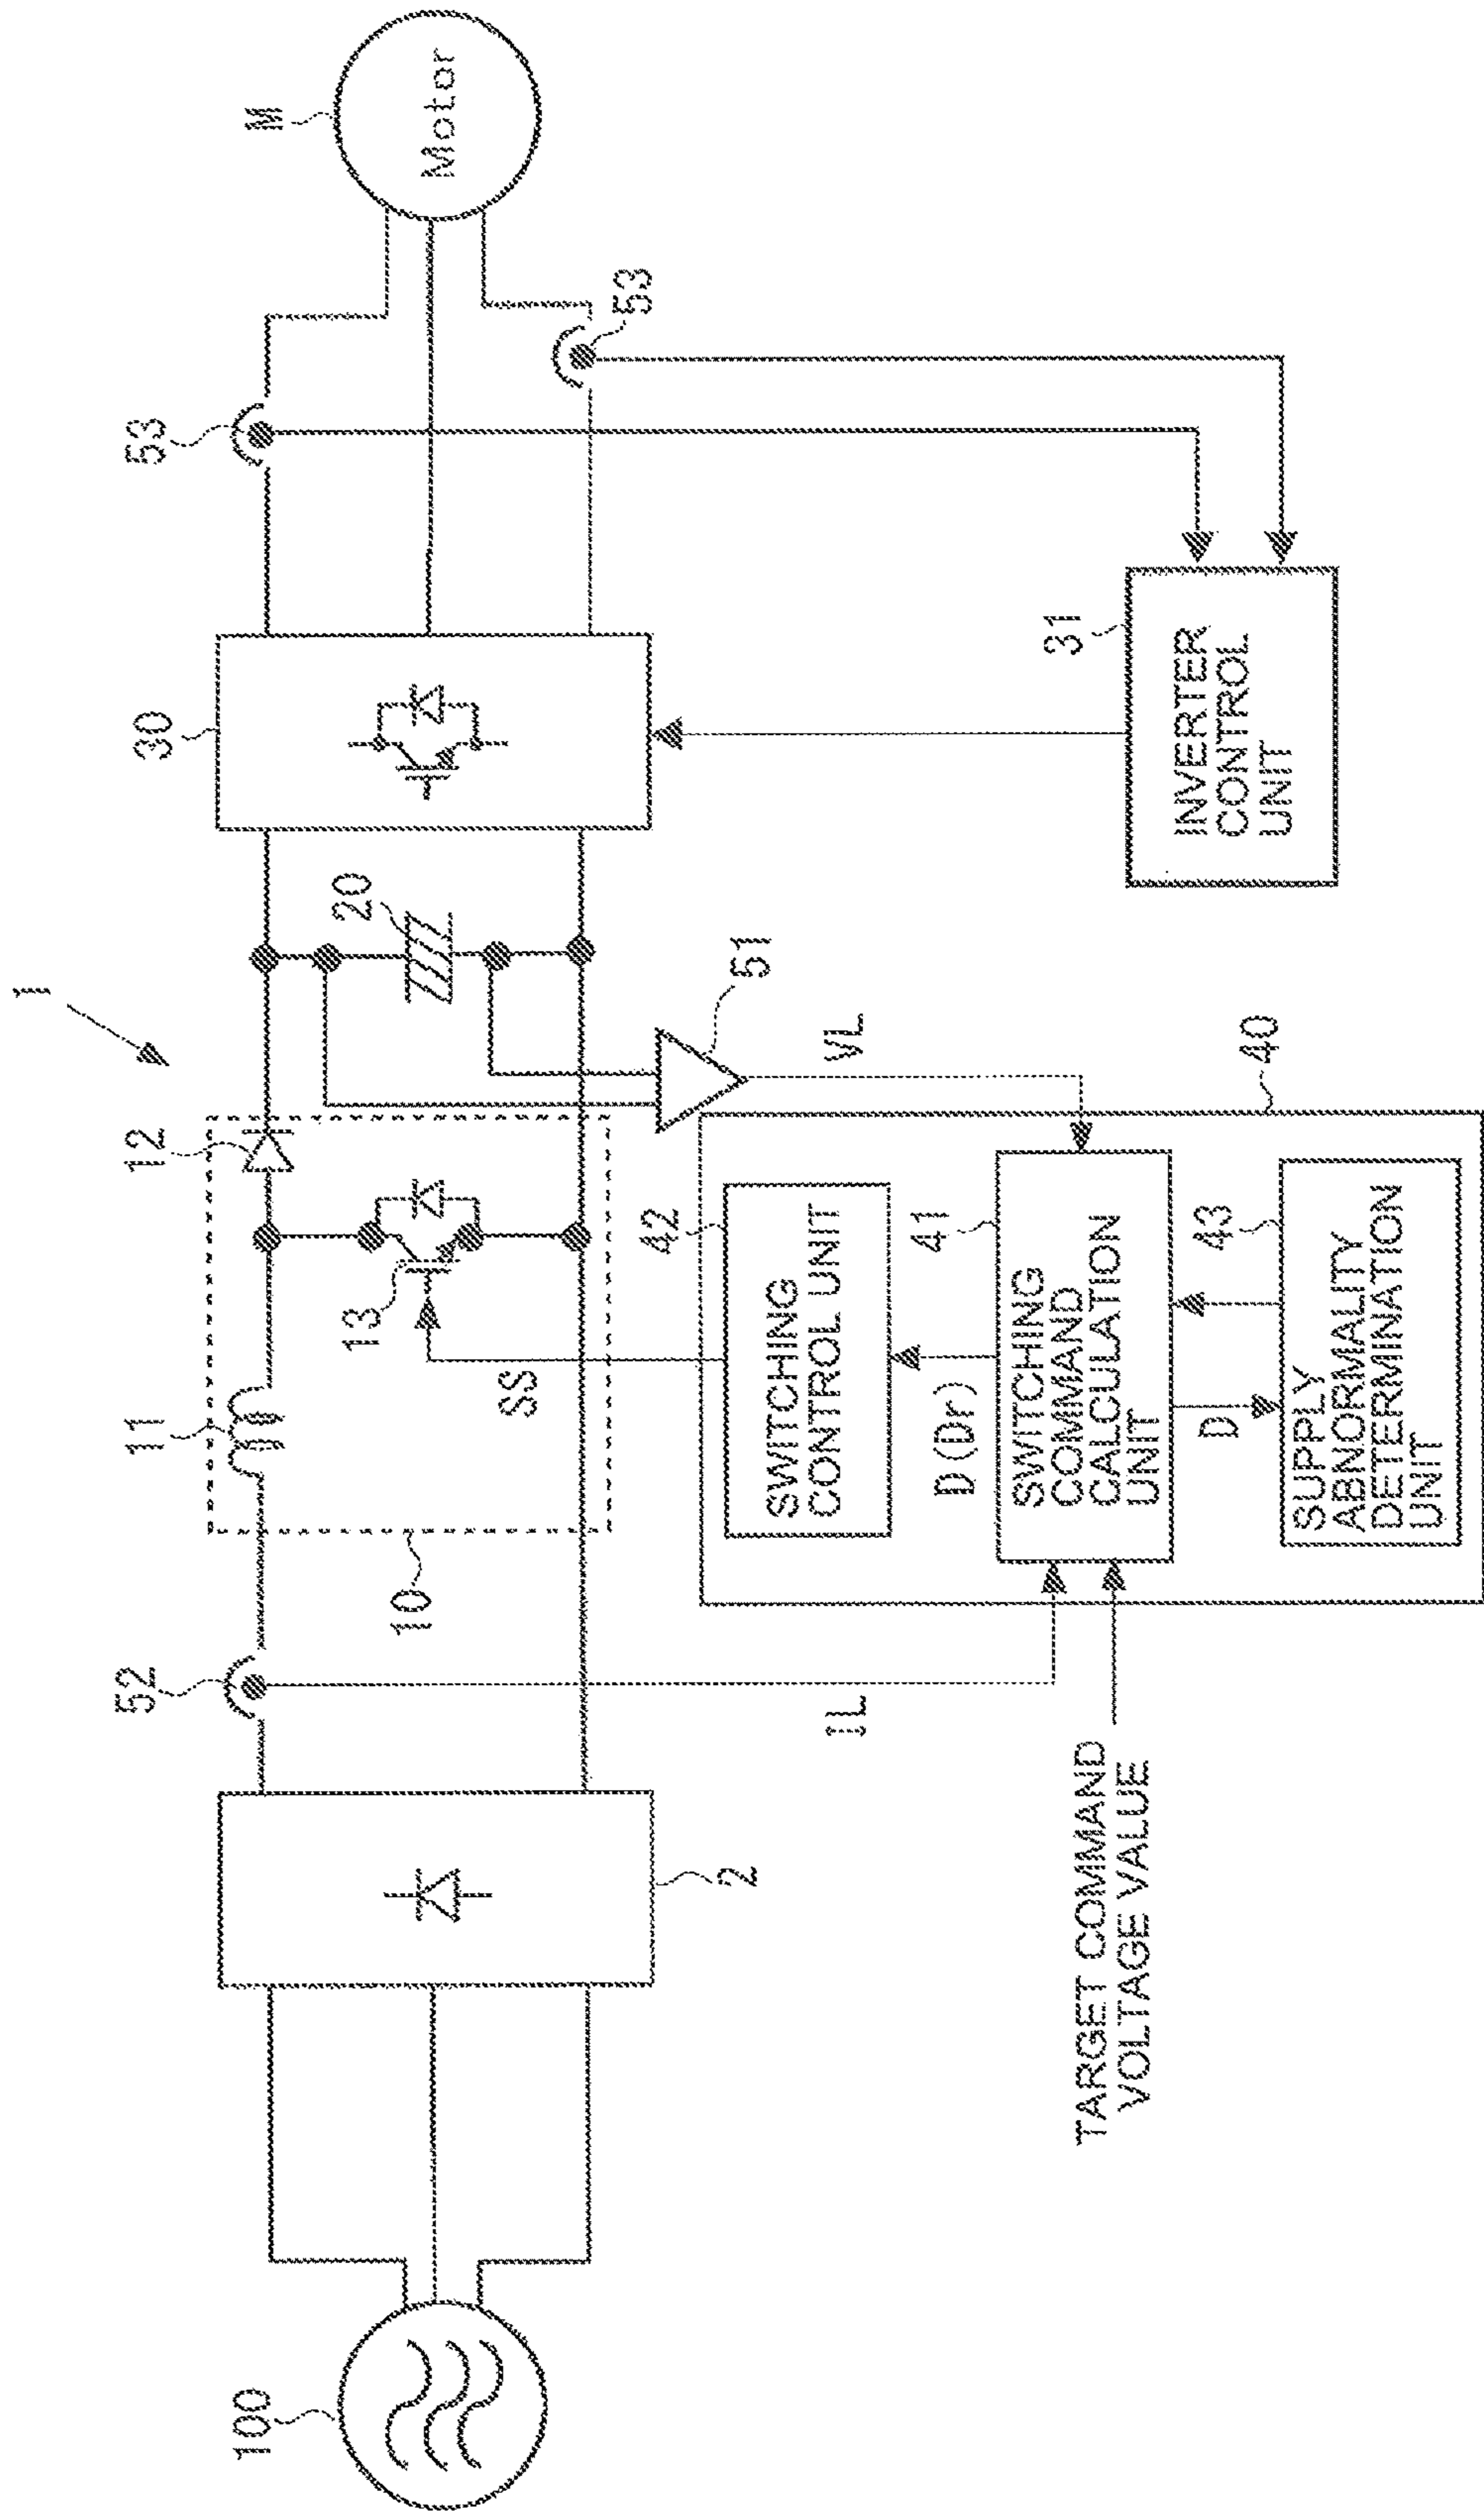 1
100
2
52
10
11
12
13
SS
20
30
53
53
M
Motor
51
VL
1L
40
42
SWITCHING
CONTROL UNIT
D(Dr)
41
SWITCHING
COMMAND
CALCULATION
UNIT
D
43
SUPPLY
ABNORMALITY
DETERMINATION
UNIT
TARGET COMMAND
VOLTAGE VALUE
31
INVERTER
CONTROL
UNIT